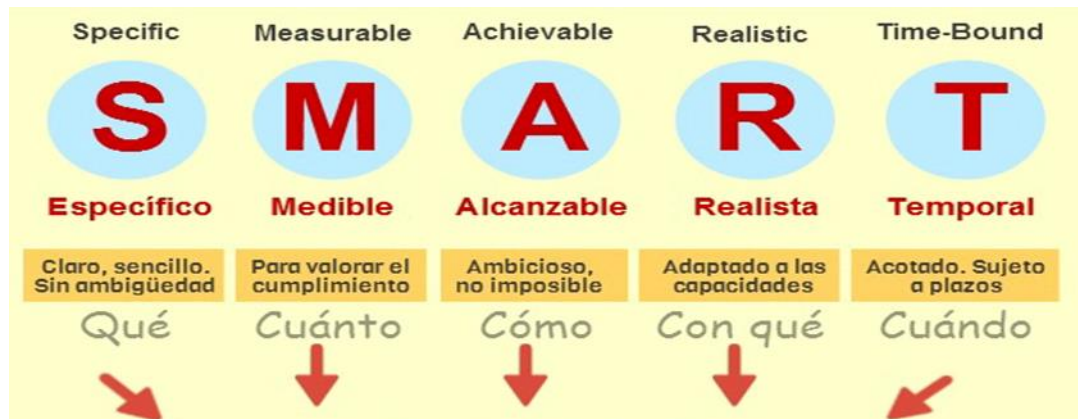 Specific Measurable Achievable Realistic Time-Bound
S M A R T
Específico Medible Alcanzable Realista Temporal
Claro, sencillo. Para valorar el Ambicioso, Adaptado a las Acotado. Sujeto
Sin ambigüedad cumplimiento no imposible capacidades a plazos
Qué Cuánto Cómo Con qué Cuándo